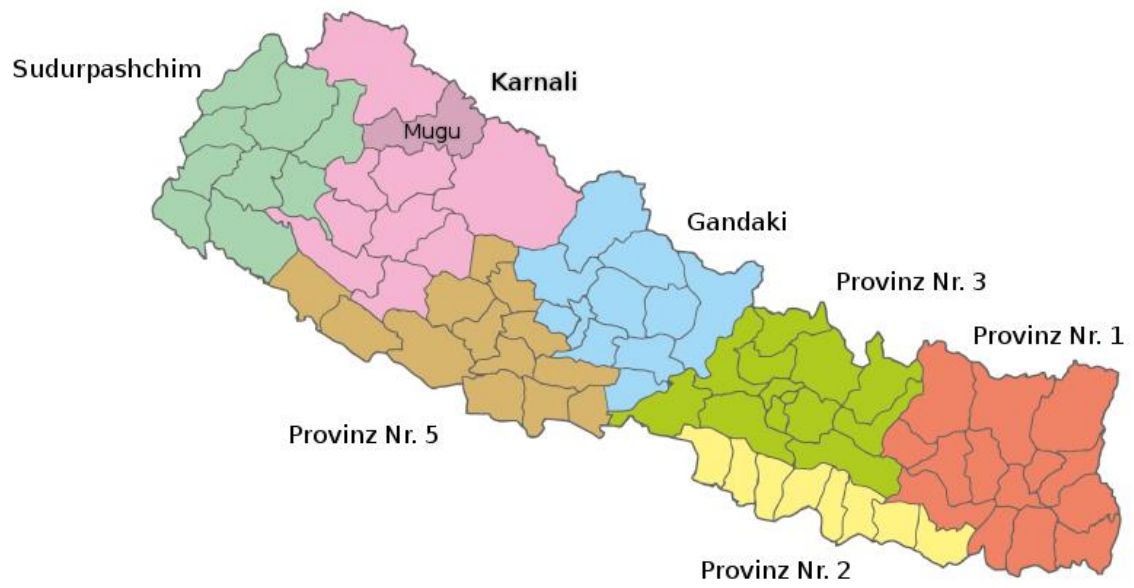 Sudurpashchim
Karnali
Mugu
Gandaki
Provinz Nr. 3
Provinz Nr. 1
Provinz Nr. 5
Provinz Nr. 2